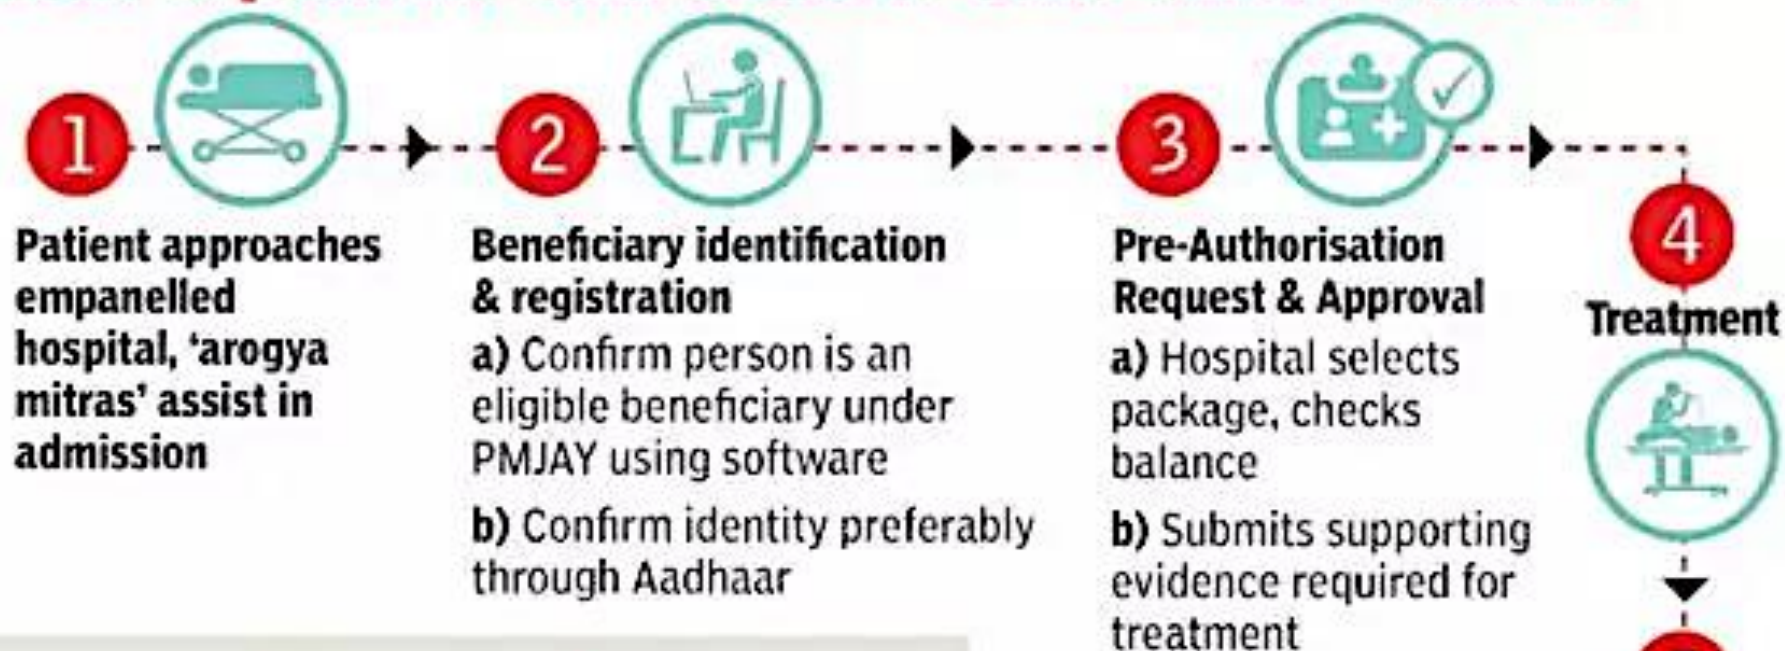 1
Patient approaches
empanelled
hospital, ‘arogya
mitras’ assist in
admission
2
Beneficiary identification
& registration
a) Confirm person is an
eligible beneficiary under
PMJAY using software
b) Confirm identity preferably
through Aadhaar
3
Pre-Authorisation
Request & Approval
a) Hospital selects
package, checks
balance
b) Submits supporting
evidence required for
treatment
4
Treatment